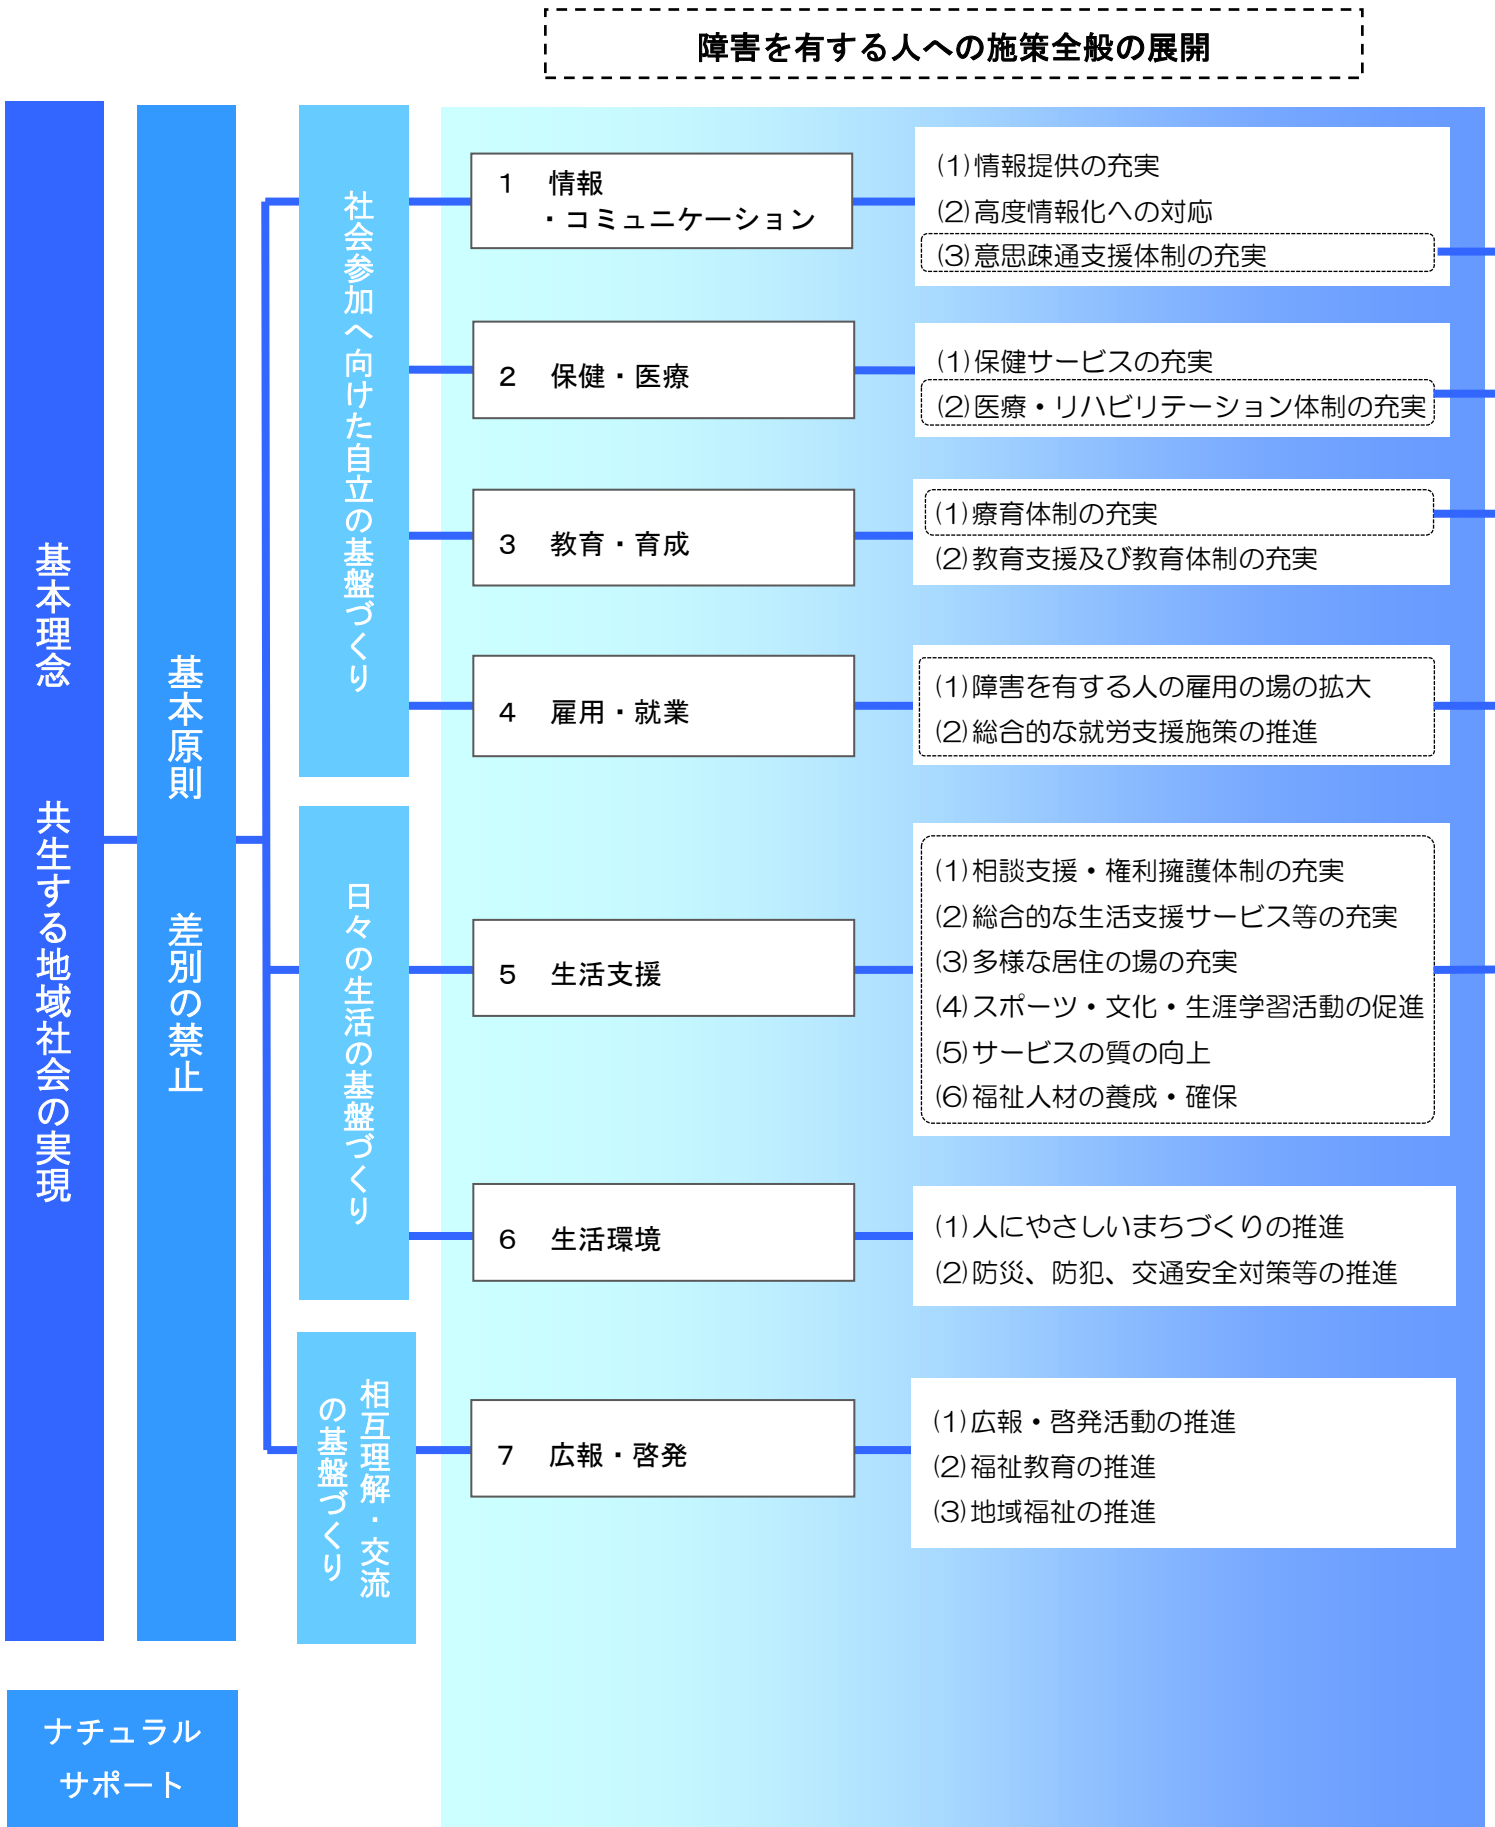 障害を有する人への施策全般の展開
基本理念　共生する地域社会の実現
基本原則　差別の禁止
社会参加へ向けた自立の基盤づくり
1　情報
・コミュニケーション
(1)情報提供の充実
(2)高度情報化への対応
(3)意思疎通支援体制の充実
2　保健・医療
(1)保健サービスの充実
(2)医療・リハビリテーション体制の充実
3　教育・育成
(1)療育体制の充実
(2)教育支援及び教育体制の充実
4　雇用・就業
(1)障害を有する人の雇用の場の拡大
(2)総合的な就労支援施策の推進
日々の生活の基盤づくり
5　生活支援
(1)相談支援・権利擁護体制の充実
(2)総合的な生活支援サービス等の充実
(3)多様な居住の場の充実
(4)スポーツ・文化・生涯学習活動の促進
(5)サービスの質の向上
(6)福祉人材の養成・確保
6　生活環境
(1)人にやさしいまちづくりの推進
(2)防災、防犯、交通安全対策等の推進
相互理解・交流
の基盤づくり
7　広報・啓発
(1)広報・啓発活動の推進
(2)福祉教育の推進
(3)地域福祉の推進
ナチュラル
サポート